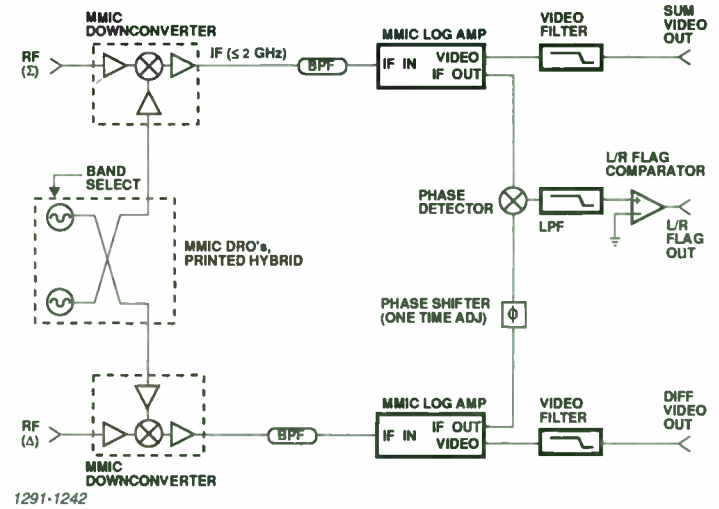 MMIC
DOWNCONVERTER
RF
(Σ)
IF (≤ 2 GHz)
BPF
MMIC LOG AMP
IF IN
VIDEO
IF OUT
VIDEO
FILTER
SUM
VIDEO
OUT
BAND
SELECT
MMIC DRO's,
PRINTED HYBRID
PHASE
DETECTOR
LPF
L/R FLAG
COMPARATOR
+
−
L/R
FLAG
OUT
PHASE SHIFTER
(ONE TIME ADJ)
ϕ
RF
(Δ)
MMIC
DOWNCONVERTER
BPF
MMIC LOG AMP
IF IN
IF OUT
VIDEO
VIDEO
FILTER
DIFF
VIDEO
OUT
1291-1242